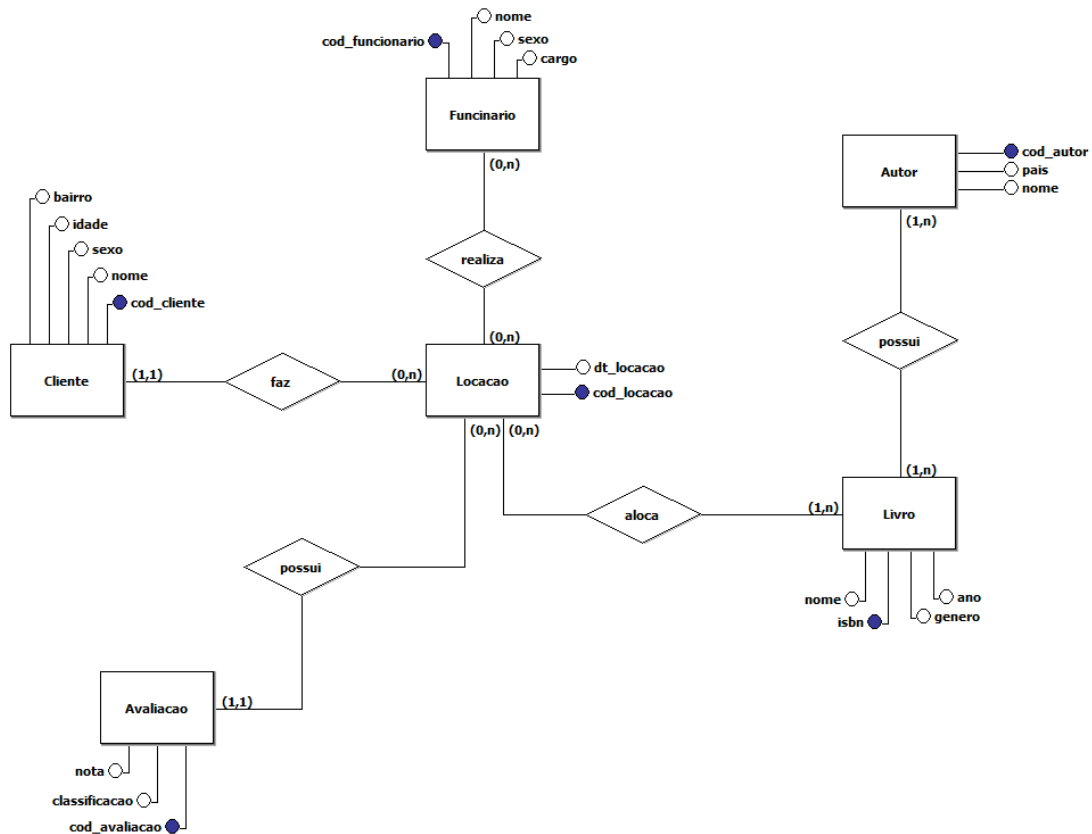 nome
cod_funcionario
sexo
cargo
Funcinario
(0,n)
cod_autor
Autor
pais
nome
(1,n)
bairro
idade
sexo
nome
cod_cliente
realiza
(0,n)
possui
Cliente
(1,1)
faz
(0,n)
Locacao
dt_locacao
cod_locacao
(0,n)
(0,n)
(1,n)
aloca
(1,n)
Livro
possui
nome
isbn
ano
genero
Avaliacao
(1,1)
nota
classificacao
cod_avaliacao